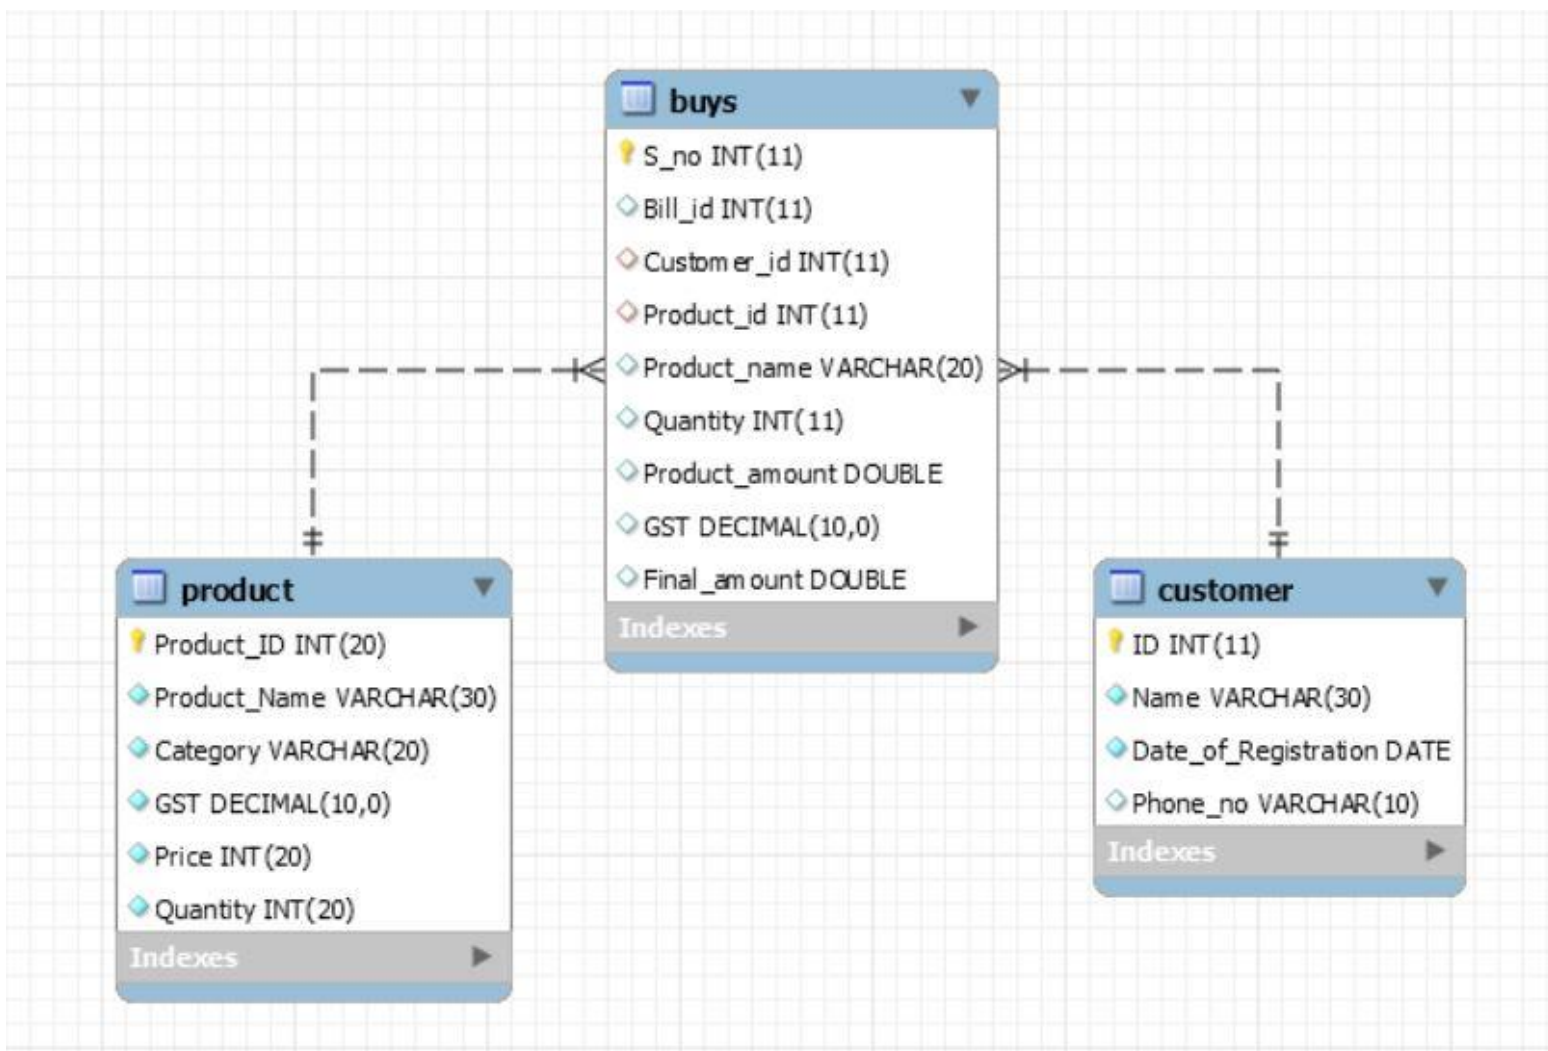 buys
S_no INT(11)
Bill_id INT(11)
Customer_id INT(11)
Product_id INT(11)
Product_name VARCHAR(20)
Quantity INT(11)
Product_amount DOUBLE
GST DECIMAL(10,0)
Final_amount DOUBLE
Indexes
product
Product_ID INT(20)
Product_Name VARCHAR(30)
Category VARCHAR(20)
GST DECIMAL(10,0)
Price INT(20)
Quantity INT(20)
Indexes
customer
ID INT(11)
Name VARCHAR(30)
Date_of_Registration DATE
Phone_no VARCHAR(10)
Indexes